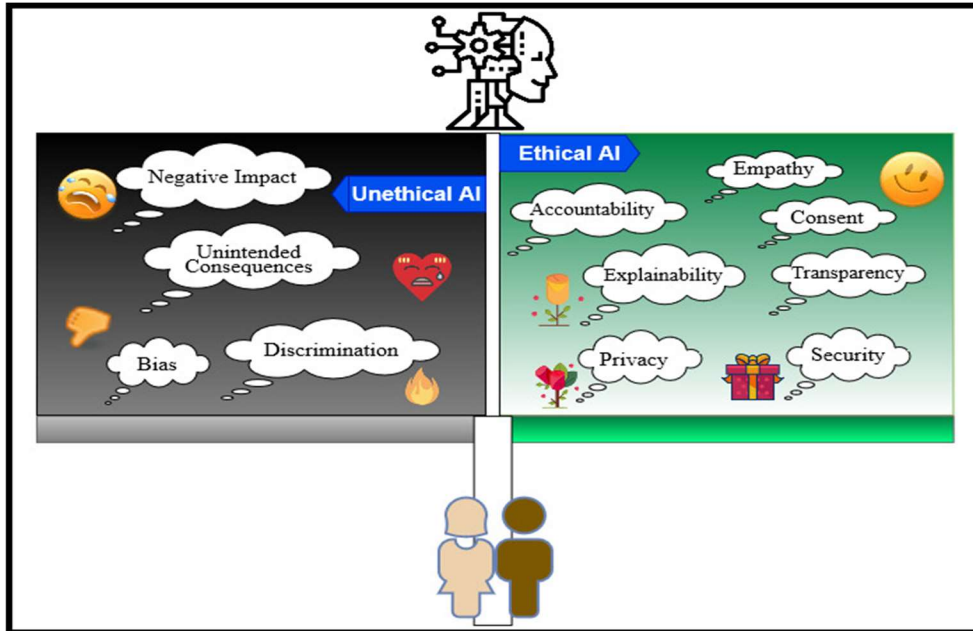 Unethical AI
Negative Impact
Unintended
Consequences
Bias
Discrimination
Ethical AI
Empathy
Accountability
Consent
Explainability
Transparency
Privacy
Security